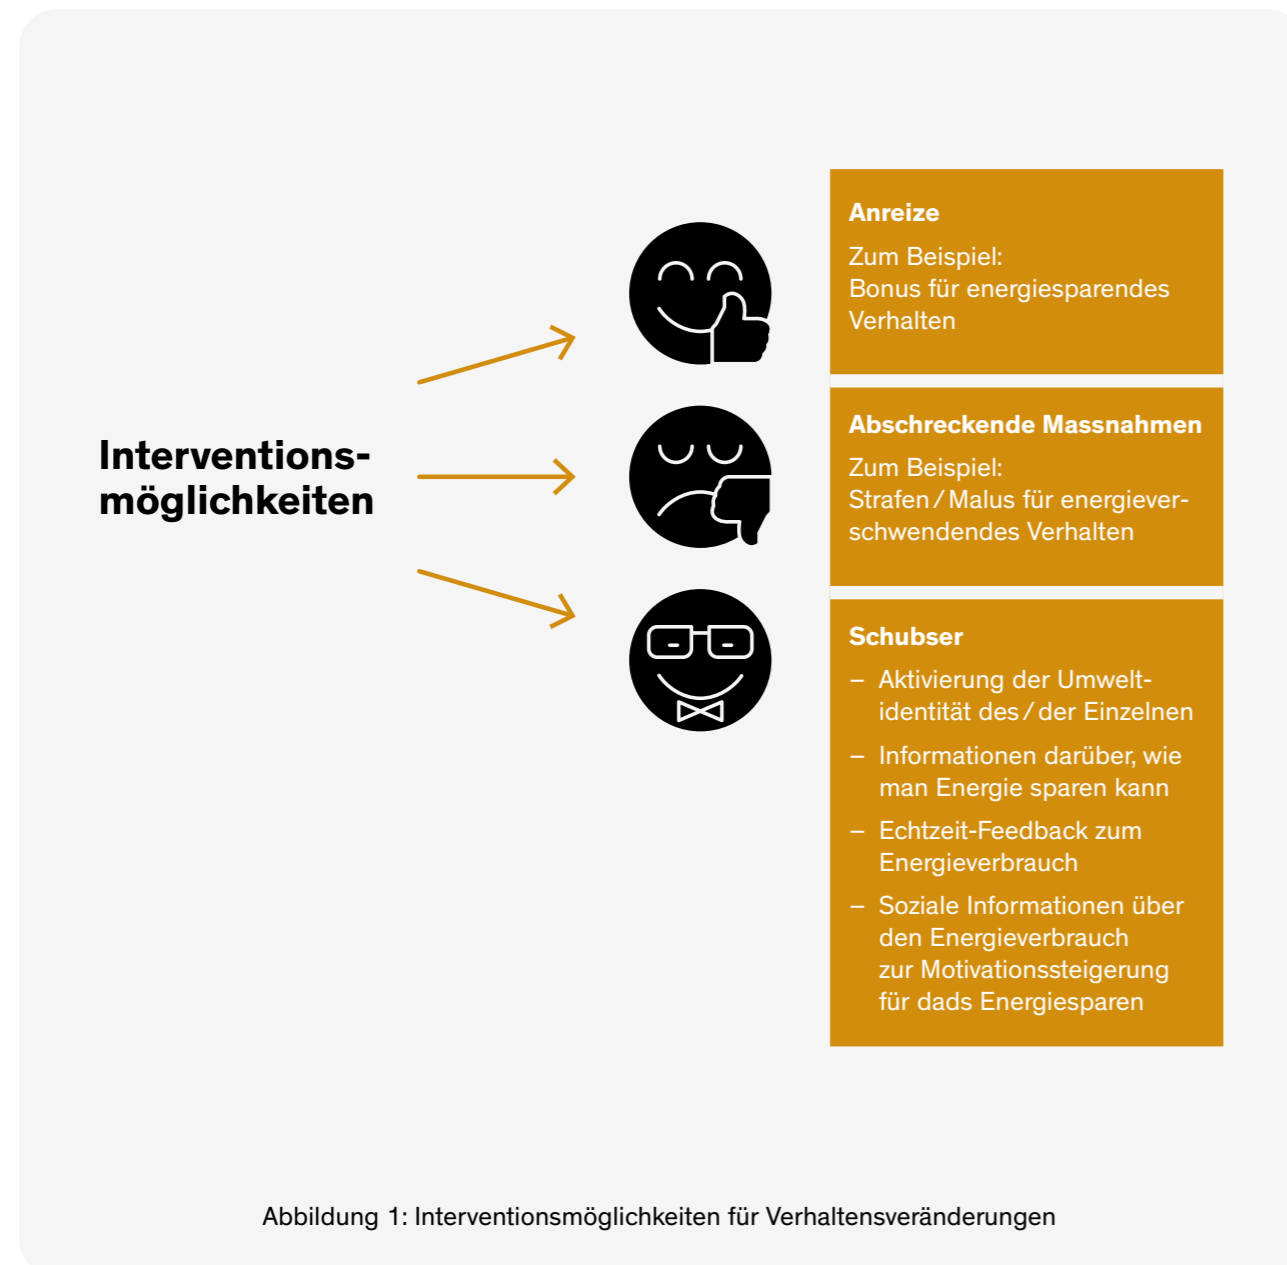 Interventions-
möglichkeiten
Anreize
Zum Beispiel:
Bonus für energiesparendes
Verhalten
Abschreckende Massnahmen
Zum Beispiel:
Strafen / Malus für energiever-
schwendendes Verhalten
Schubser
– Aktivierung der Umwelt-
identität des / der Einzelnen
– Informationen darüber, wie
man Energie sparen kann
– Echtzeit-Feedback zum
Energieverbrauch
– Soziale Informationen über
den Energieverbrauch
zur Motivationssteigerung
für dads Energiesparen
Abbildung 1: Interventionsmöglichkeiten für Verhaltensveränderungen